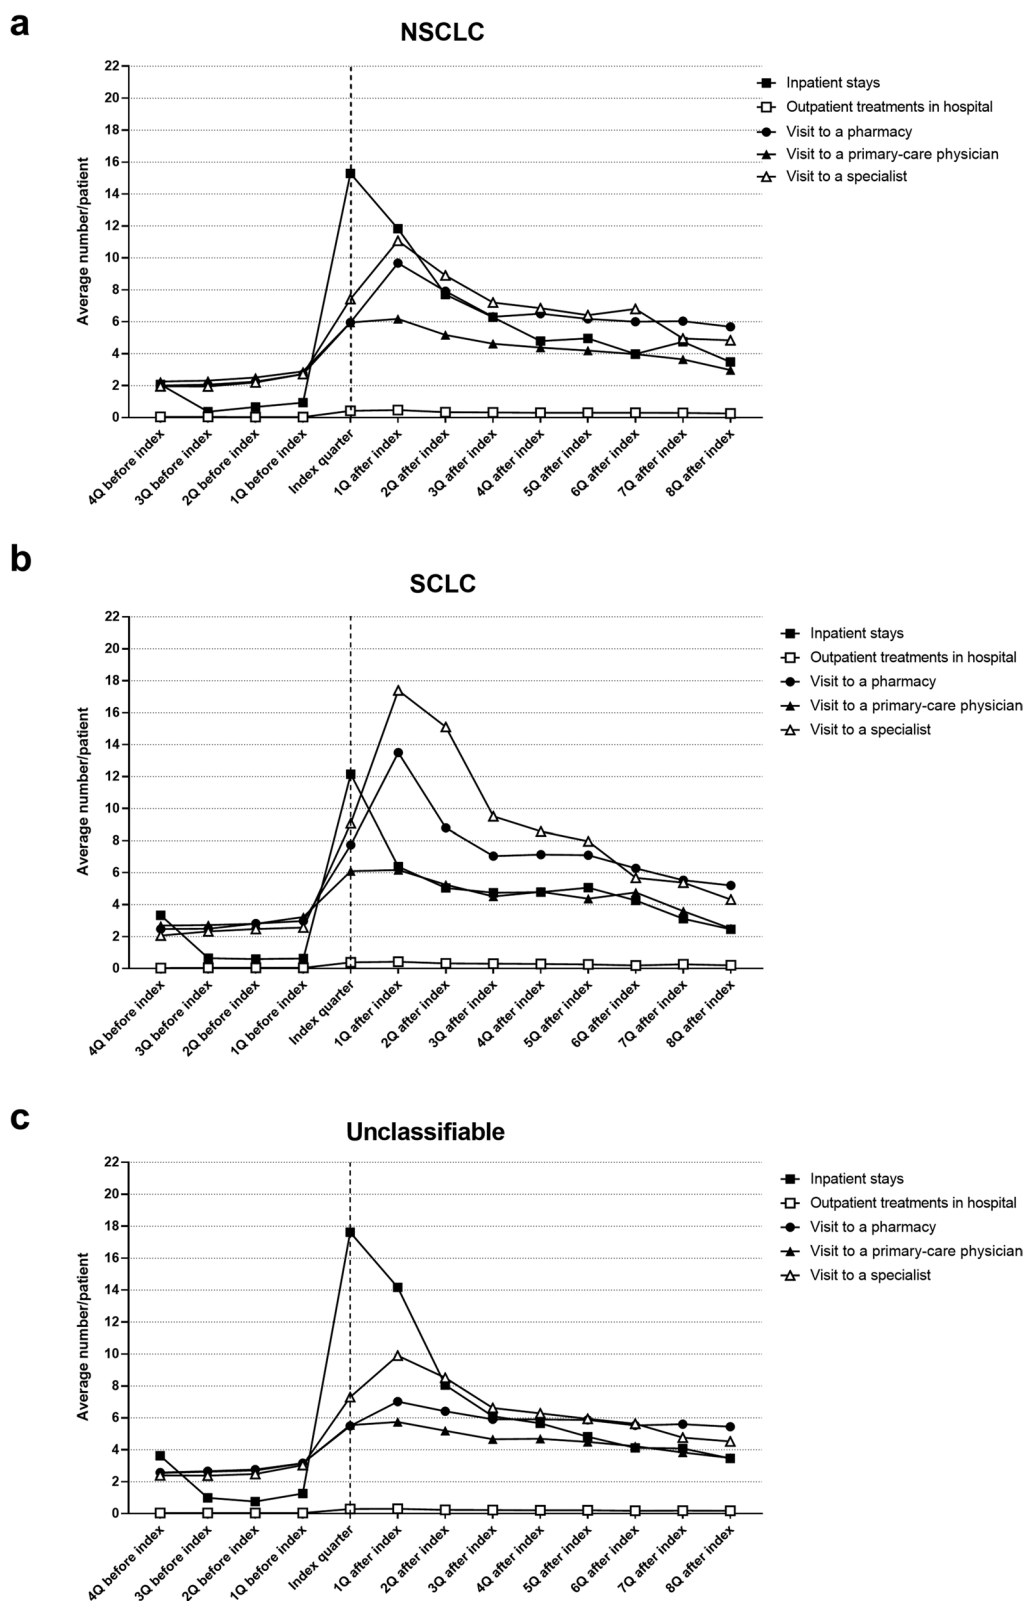 a
NSCLC
Average number/patient
22
20
18
16
14
12
10
8
6
4
2
0
4Q before index
3Q before index
2Q before index
1Q before index
Index quarter
1Q after index
2Q after index
3Q after index
4Q after index
5Q after index
6Q after index
7Q after index
8Q after index
Inpatient stays
Outpatient treatments in hospital
Visit to a pharmacy
Visit to a primary-care physician
Visit to a specialist
b
SCLC
Average number/patient
22
20
18
16
14
12
10
8
6
4
2
0
4Q before index
3Q before index
2Q before index
1Q before index
Index quarter
1Q after index
2Q after index
3Q after index
4Q after index
5Q after index
6Q after index
7Q after index
8Q after index
Inpatient stays
Outpatient treatments in hospital
Visit to a pharmacy
Visit to a primary-care physician
Visit to a specialist
c
Unclassifiable
Average number/patient
22
20
18
16
14
12
10
8
6
4
2
0
4Q before index
3Q before index
2Q before index
1Q before index
Index quarter
1Q after index
2Q after index
3Q after index
4Q after index
5Q after index
6Q after index
7Q after index
8Q after index
Inpatient stays
Outpatient treatments in hospital
Visit to a pharmacy
Visit to a primary-care physician
Visit to a specialist